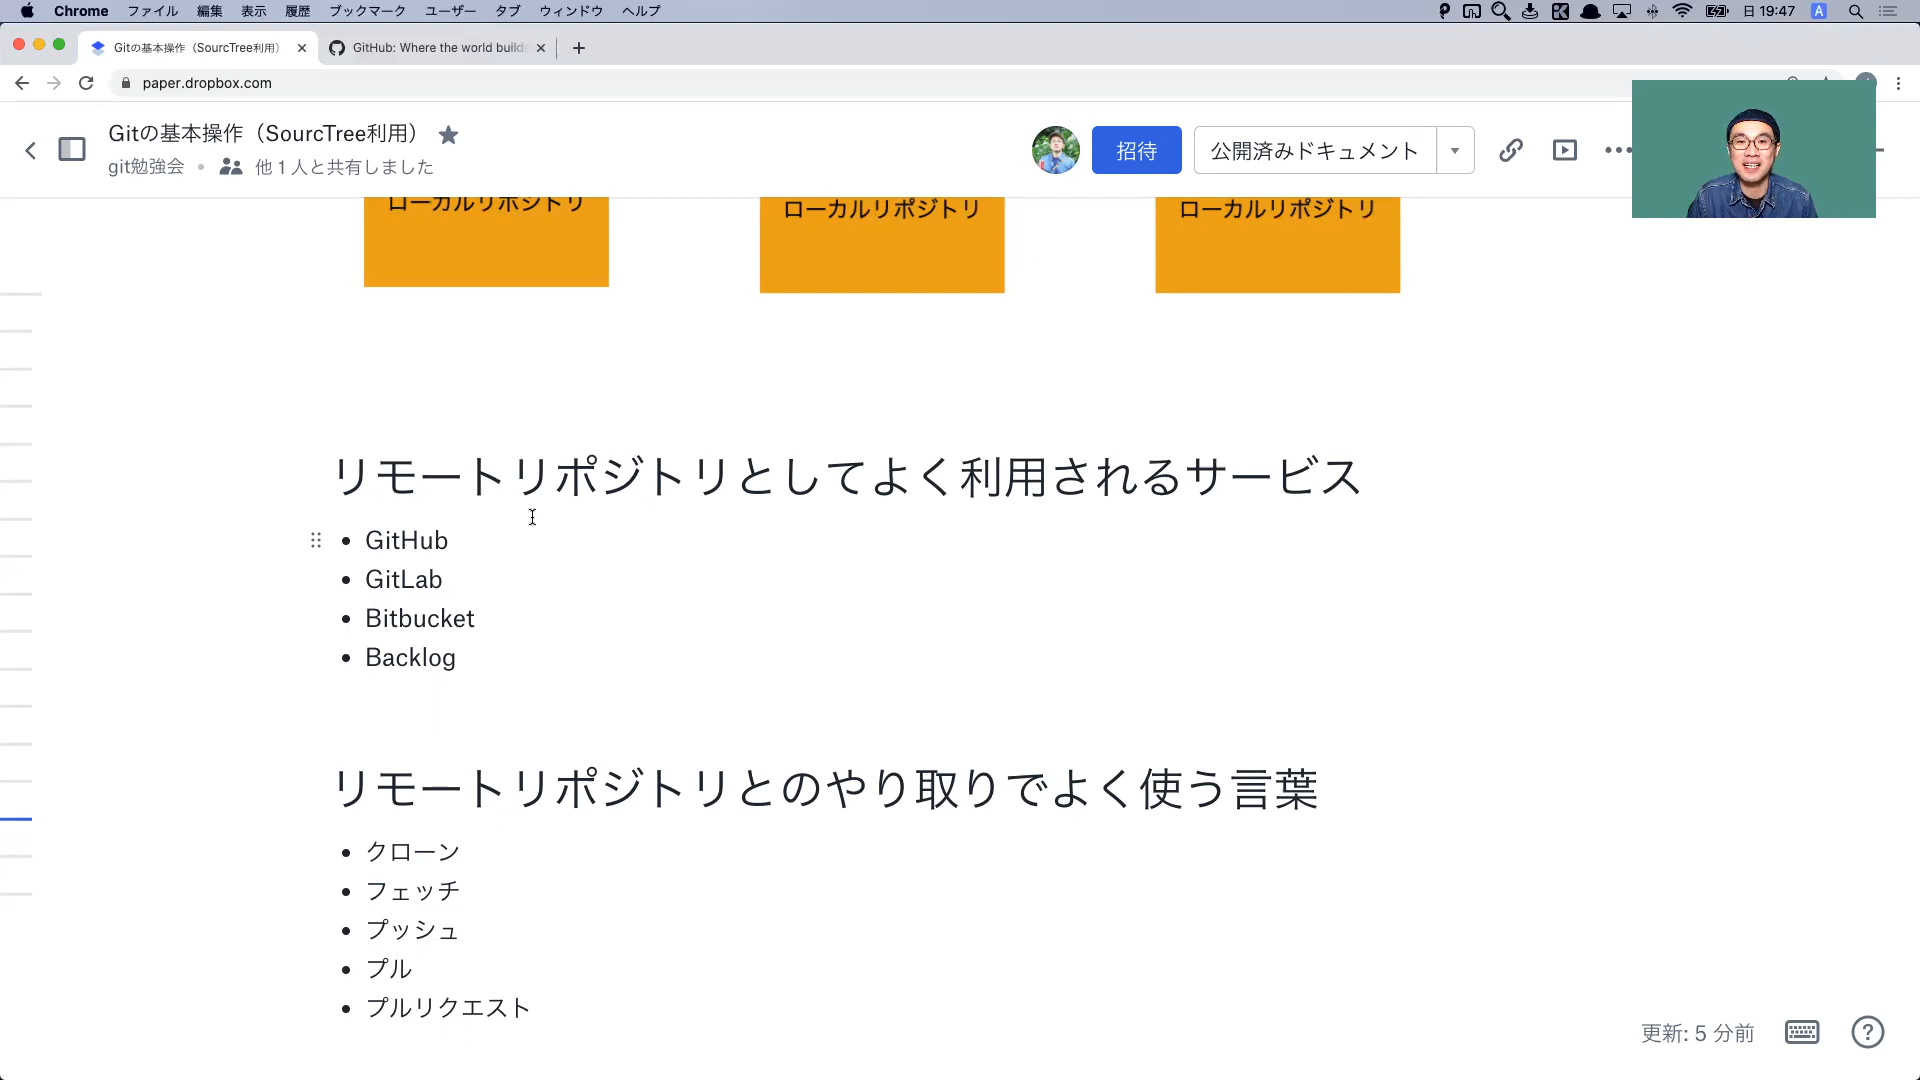 Chrome ファイル 編集 表示 履歴 ブックマーク ユーザー タブ ウィンドウ ヘルプ 日 19:47 A
Gitの基本操作（SourcTree利用） GitHub: Where the world builds
paper.dropbox.com
Gitの基本操作（SourcTree利用）
git勉強会 • 他 1 人と共有しました
招待
公開済みドキュメント
ローカルリポジトリ ローカルリポジトリ ローカルリポジトリ
リモートリポジトリとしてよく利用されるサービス
• GitHub
• GitLab
• Bitbucket
• Backlog
リモートリポジトリとのやり取りでよく使う言葉
• クローン
• フェッチ
• プッシュ
• プル
• プルリクエスト
更新: 5 分前
?